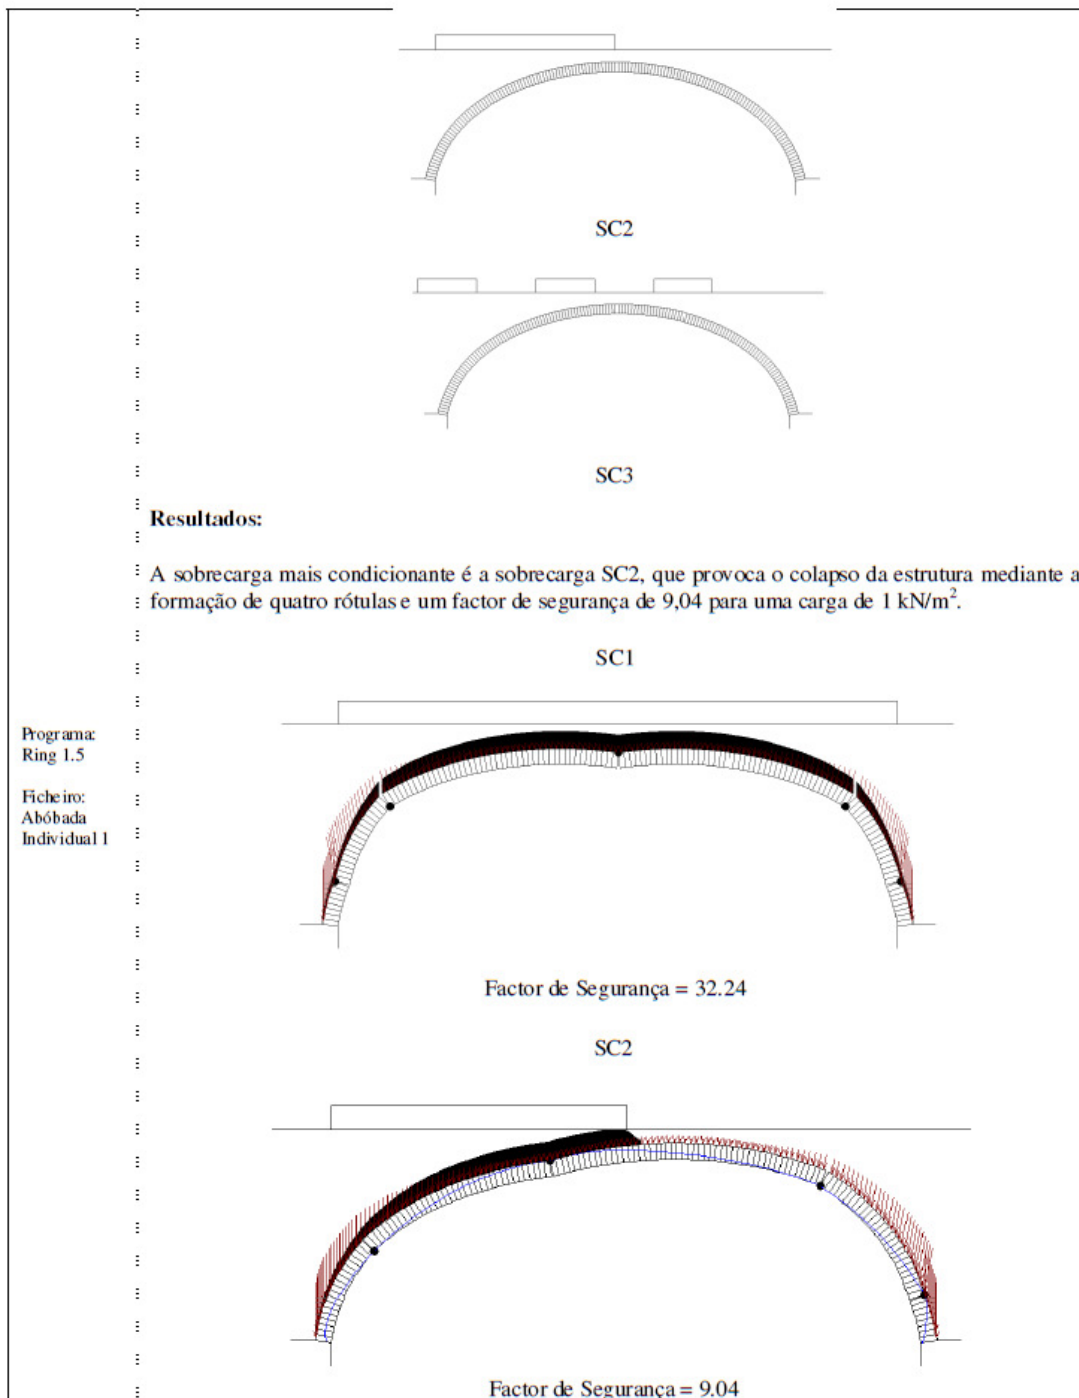 SC2
SC3
Resultados:
A sobrecarga mais condicionante é a sobrecarga SC2, que provoca o colapso da estrutura mediante a
formação de quatro rótulas e um factor de segurança de 9,04 para uma carga de 1 kN/m².
SC1
Programa:
Ring 1.5
Ficheiro:
Abóbada
Individual 1
Factor de Segurança = 32.24
SC2
Factor de Segurança = 9.04